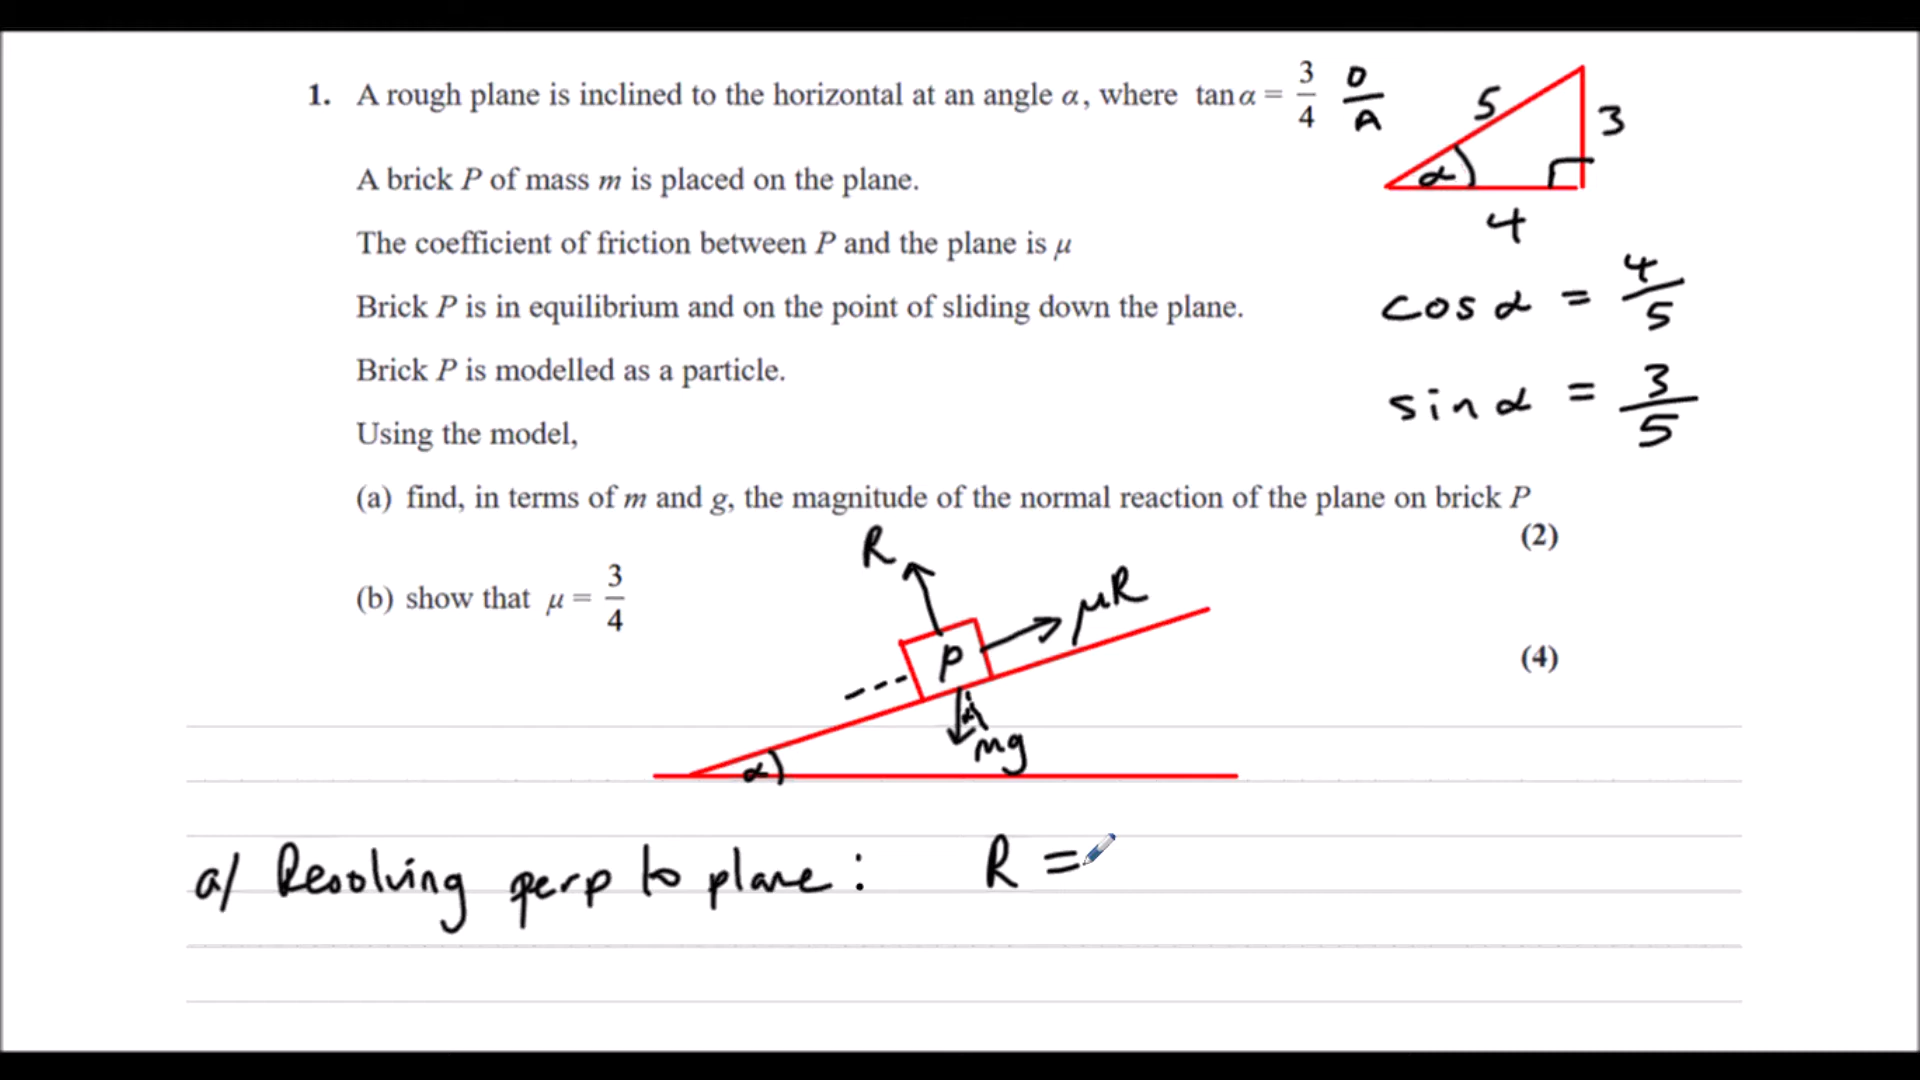 1. A rough plane is inclined to the horizontal at an angle α, where tan α = 3/4 O/A
A brick P of mass m is placed on the plane.
The coefficient of friction between P and the plane is μ
Brick P is in equilibrium and on the point of sliding down the plane.
Brick P is modelled as a particle.
Using the model,
(a) find, in terms of m and g, the magnitude of the normal reaction of the plane on brick P
(2)
(b) show that μ = 3/4
(4)
5
3
α
4
cos α = 4/5
sin α = 3/5
R
μR
P
α
mg
α
a/ Resolving perp to plane : R =